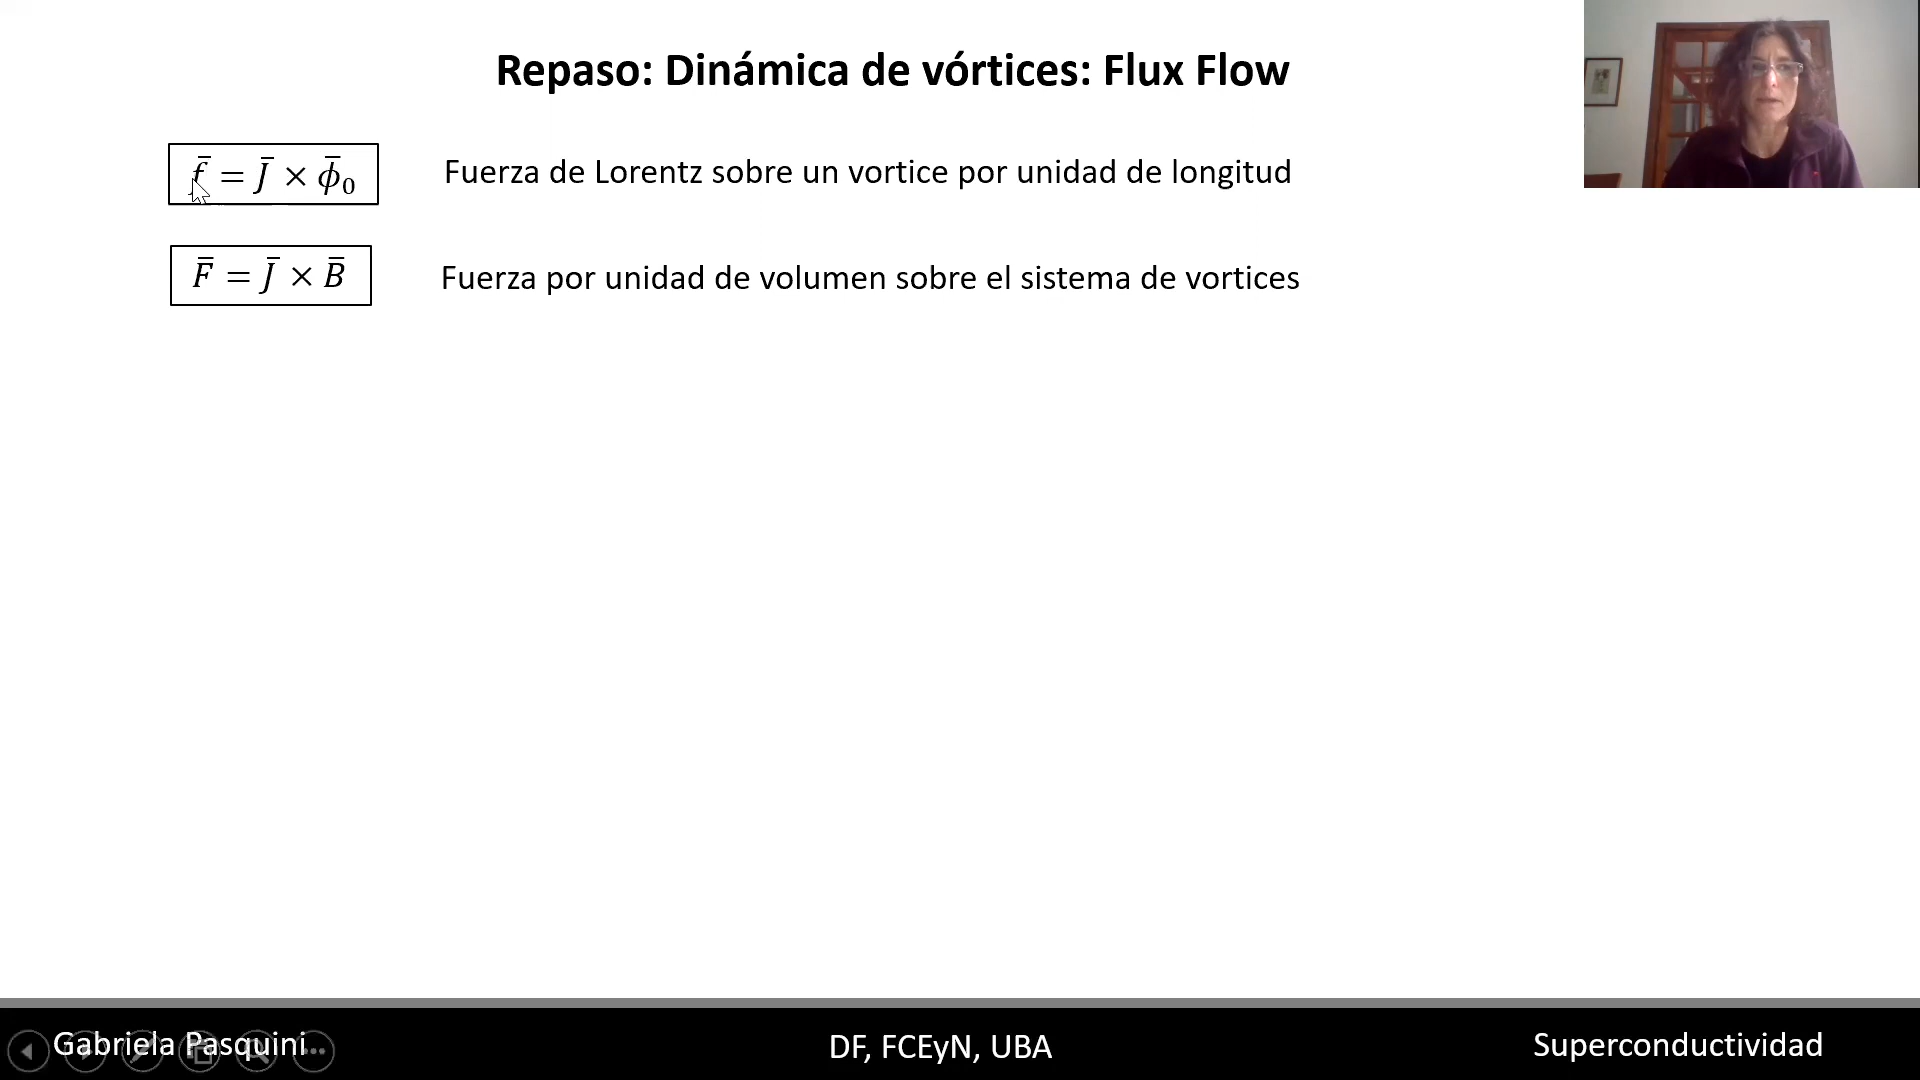 Repaso: Dinámica de vórtices: Flux Flow
f̄ = J̄ × ϕ̄₀
Fuerza de Lorentz sobre un vortice por unidad de longitud
F̄ = J̄ × B̄
Fuerza por unidad de volumen sobre el sistema de vortices
Gabriela Pasquini
DF, FCEyN, UBA
Superconductividad